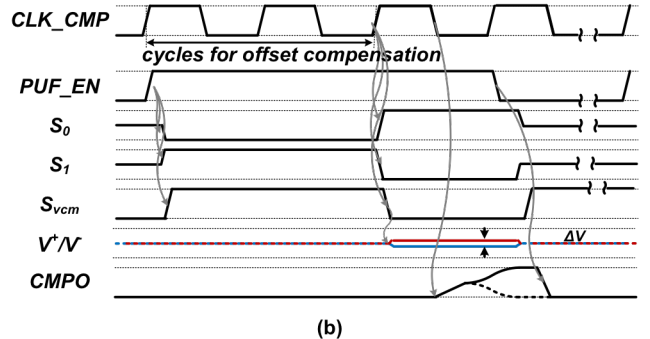 CLK_CMP
cycles for offset compensation
PUF_EN
S0
S1
Svcm
V+/V-
ΔV
CMPO
(b)